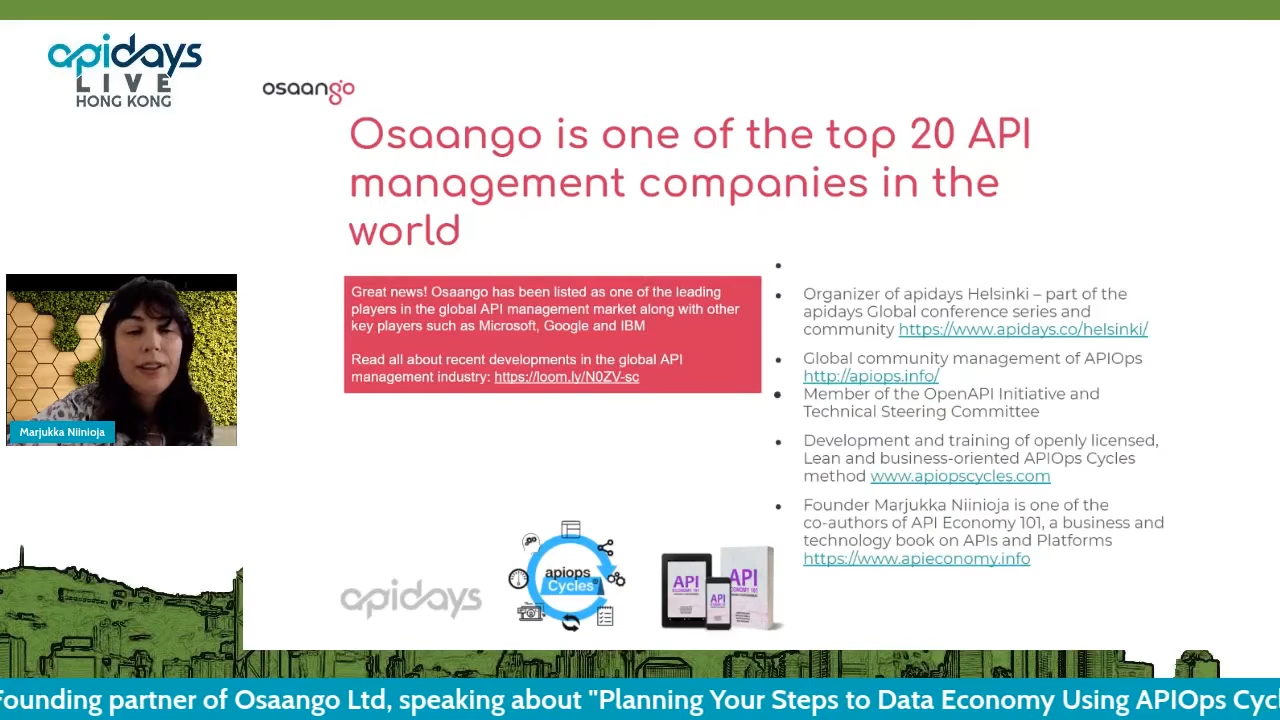 apidays
LIVE
HONG KONG
osaango
Osaango is one of the top 20 API
management companies in the
world
Great news! Osaango has been listed as one of the leading
players in the global API management market along with other
key players such as Microsoft, Google and IBM
Read all about recent developments in the global API
management industry: https://loom.ly/N0ZV-sc
Organizer of apidays Helsinki – part of the
apidays Global conference series and
community https://www.apidays.co/helsinki/
Global community management of APIOps
http://apiops.info/
Member of the OpenAPI Initiative and
Technical Steering Committee
Development and training of openly licensed,
Lean and business-oriented APIOps Cycles
method www.apiopscycles.com
Founder Marjukka Niinioja is one of the
co-authors of API Economy 101, a business and
technology book on APIs and Platforms
https://www.apieconomy.info
Marjukka Niinioja
apidays
apiops
Cycles
API
ECONOMY 101
API
API
ECONOMY 101
Founding partner of Osaango Ltd, speaking about "Planning Your Steps to Data Economy Using APIOps Cycl